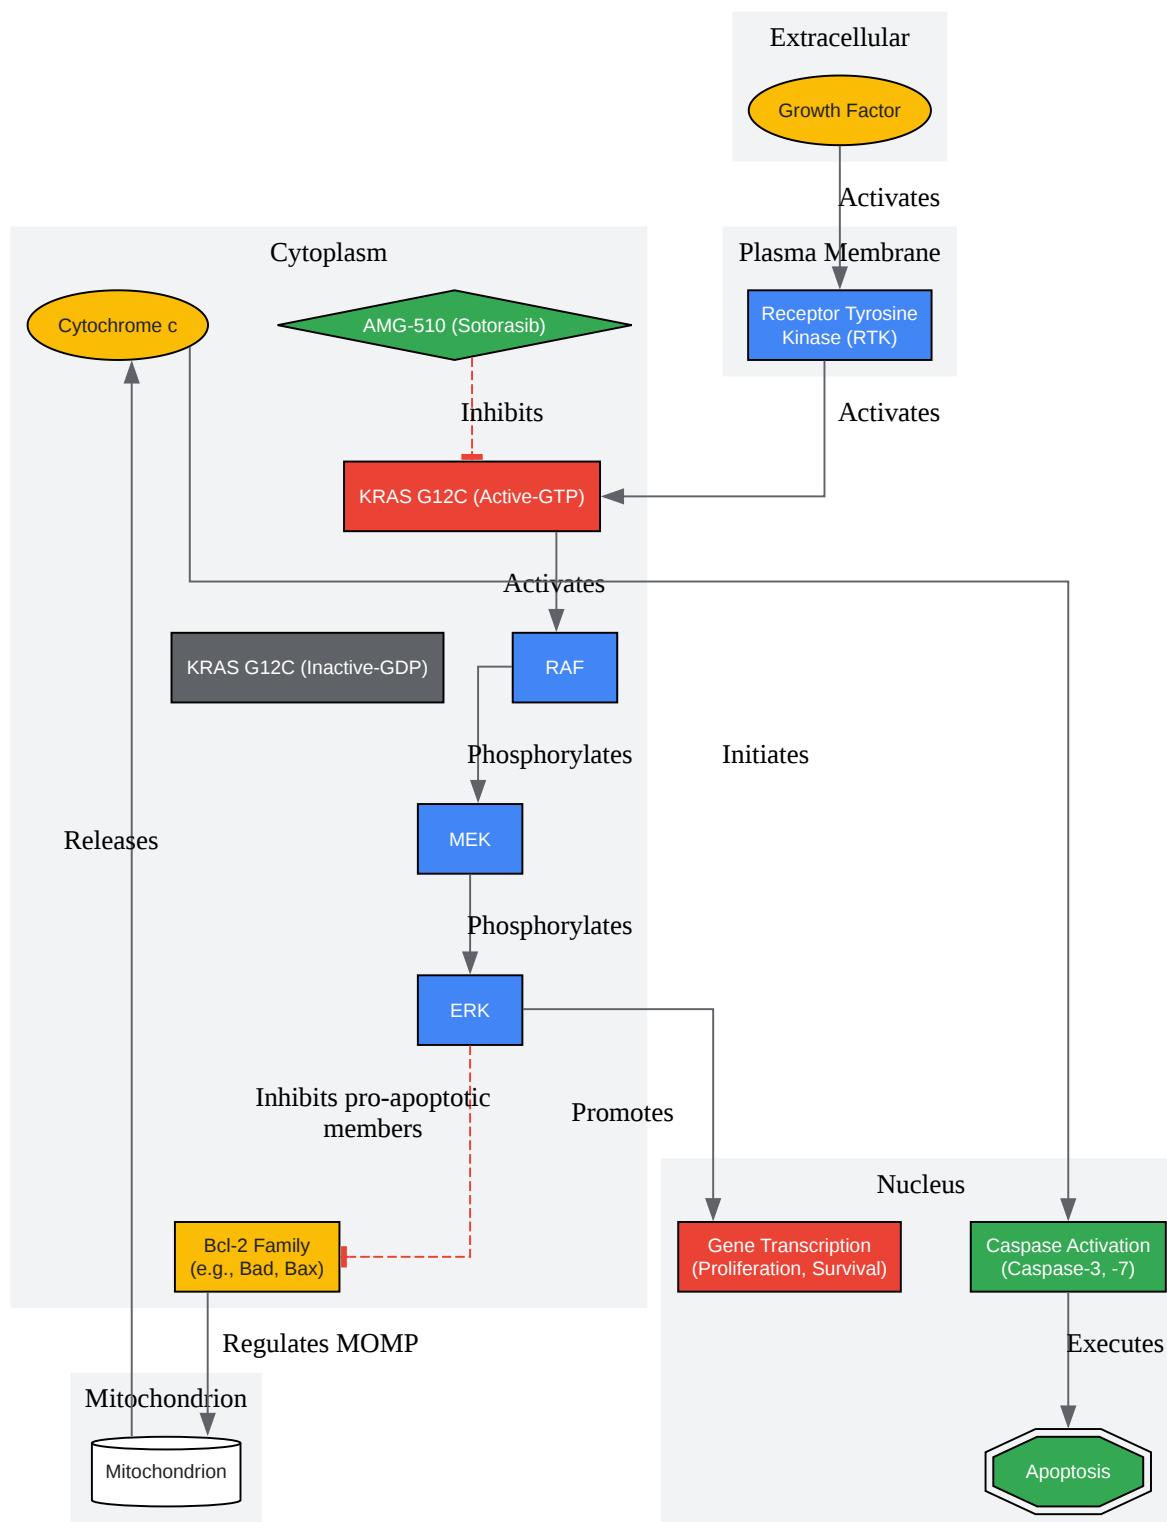 Extracellular
Growth Factor
Activates
Cytoplasm
Plasma Membrane
Cytochrome c
AMG-510 (Sotorasib)
Receptor Tyrosine
Kinase (RTK)
Inhibits
Activates
KRAS G12C (Active-GTP)
Activates
KRAS G12C (Inactive-GDP)
RAF
Phosphorylates
Initiates
Releases
MEK
Phosphorylates
ERK
Inhibits pro-apoptotic
members
Promotes
Nucleus
Bcl-2 Family
(e.g., Bad, Bax)
Gene Transcription
(Proliferation, Survival)
Caspase Activation
(Caspase-3, -7)
Regulates MOMP
Executes
Mitochondrion
Mitochondrion
Apoptosis